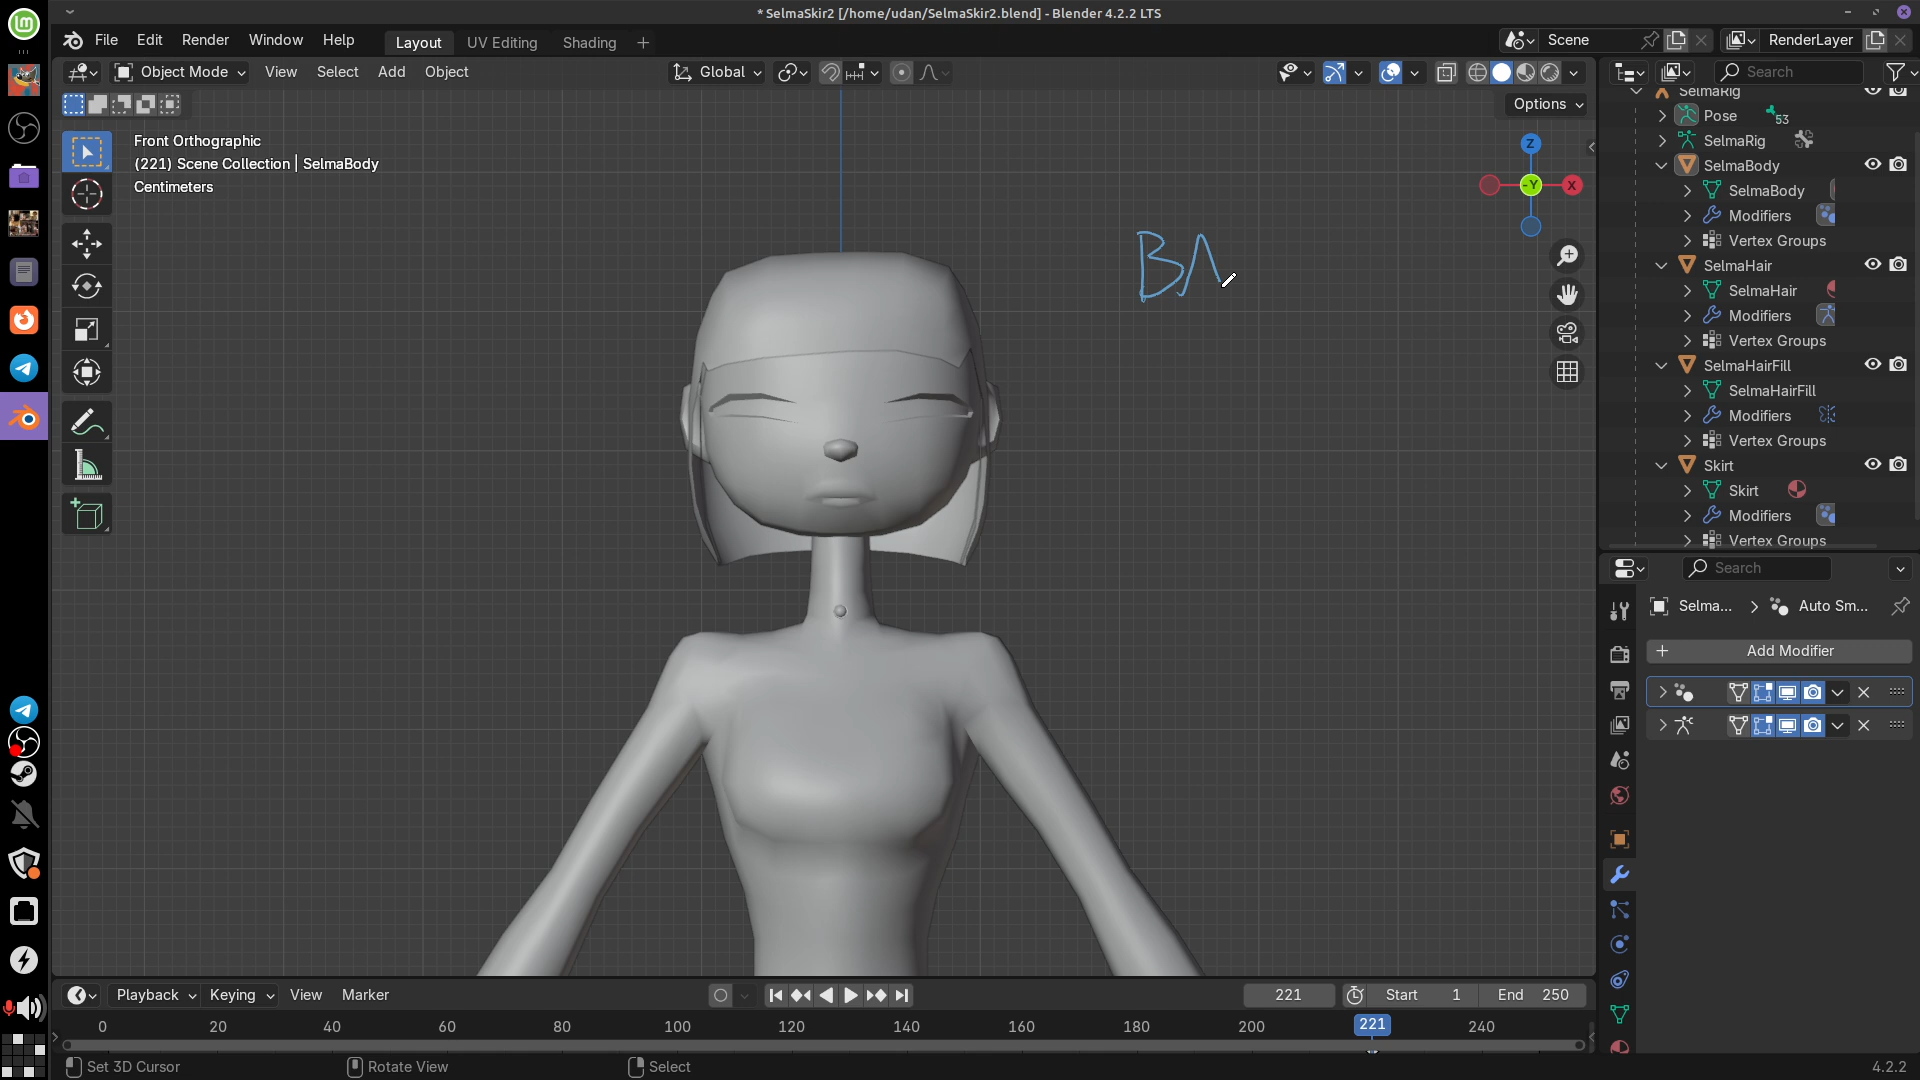 * SelmaSkir2 [/home/udan/SelmaSkir2.blend] - Blender 4.2.2 LTS
File Edit Render Window Help Layout UV Editing Shading + Scene RenderLayer
Object Mode View Select Add Object Global Search
Options
Front Orthographic
(221) Scene Collection | SelmaBody
Centimeters
Z
-Y
X
SelmaRig
Pose 53
SelmaRig
SelmaBody
SelmaBody
Modifiers
Vertex Groups
SelmaHair
SelmaHair
Modifiers
Vertex Groups
SelmaHairFill
SelmaHairFill
Modifiers
Vertex Groups
Skirt
Skirt
Modifiers
Vertex Groups
Search
Selma... > Auto Sm...
+ Add Modifier
Playback Keying View Marker 221 Start 1 End 250
0 20 40 60 80 100 120 140 160 180 200 221 240
Set 3D Cursor Rotate View Select 4.2.2